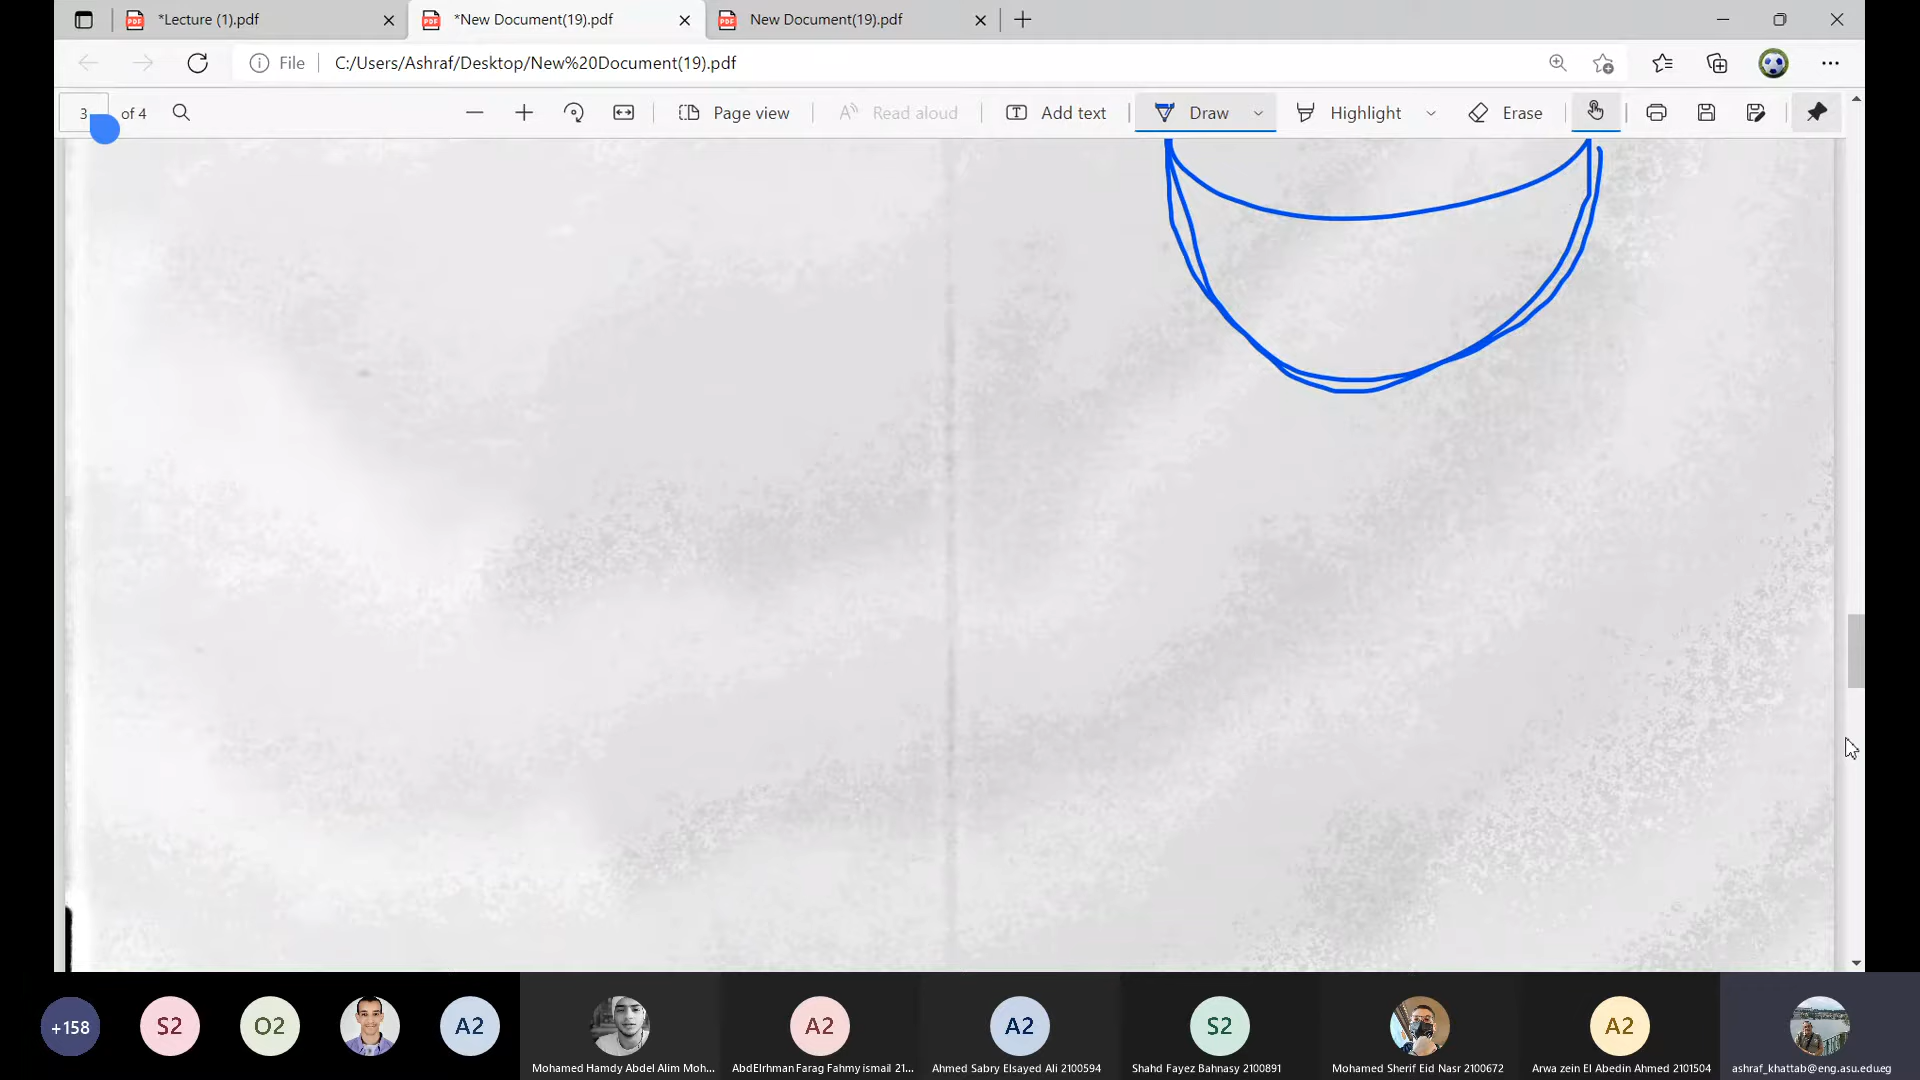 *Lecture (1).pdf
*New Document(19).pdf
New Document(19).pdf
File
C:/Users/Ashraf/Desktop/New%20Document(19).pdf
3 of 4
Page view
Read aloud
Add text
Draw
Highlight
Erase
+158
S2
O2
A2
A2
A2
S2
A2
Mohamed Hamdy Abdel Alim Moh...
AbdElrhman Farag Fahmy ismail 21...
Ahmed Sabry Elsayed Ali 2100594
Shahd Fayez Bahnasy 2100891
Mohamed Sherif Eid Nasr 2100672
Arwa zein El Abedin Ahmed 2101504
ashraf_khattab@eng.asu.edu.eg